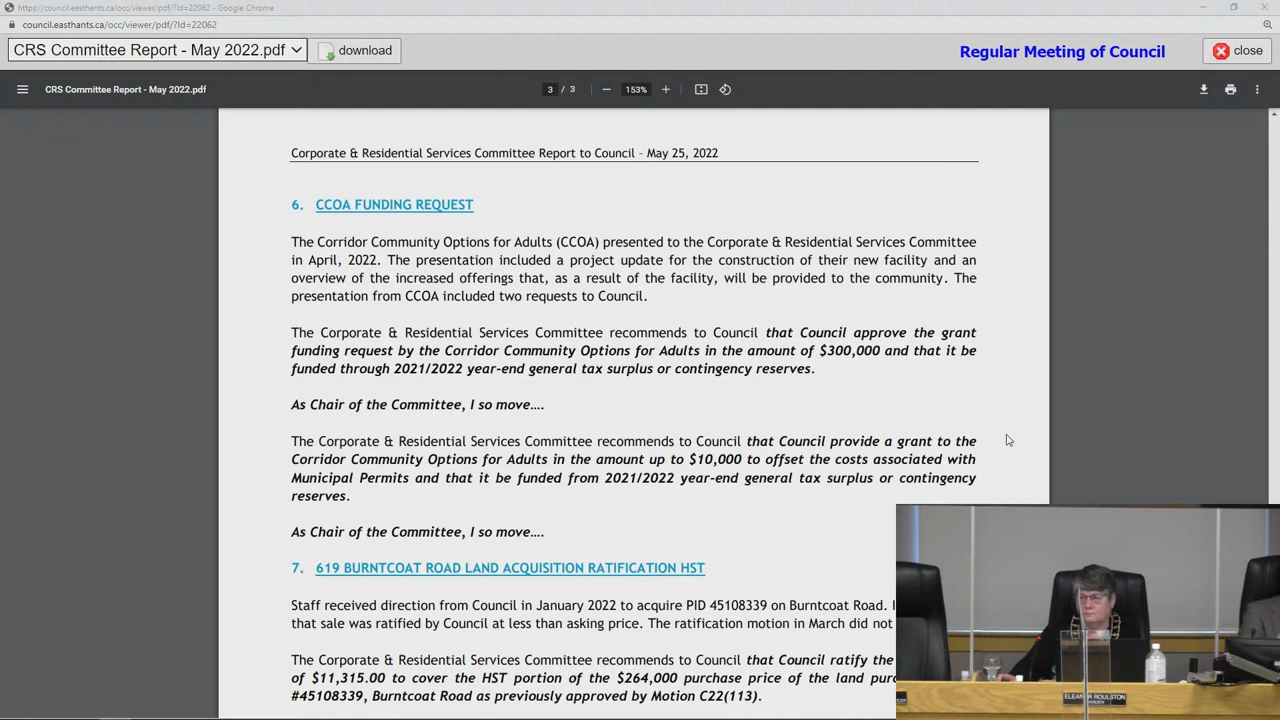 https://council.easthants.ca/occ/viewer/pdf/?Id=22062 - Google Chrome
council.easthants.ca/occ/viewer/pdf/?Id=22062
CRS Committee Report - May 2022.pdf download Regular Meeting of Council close
CRS Committee Report - May 2022.pdf 3 / 3 153%
Corporate & Residential Services Committee Report to Council – May 25, 2022
6. CCOA FUNDING REQUEST
The Corridor Community Options for Adults (CCOA) presented to the Corporate & Residential Services Committee
in April, 2022. The presentation included a project update for the construction of their new facility and an
overview of the increased offerings that, as a result of the facility, will be provided to the community. The
presentation from CCOA included two requests to Council.
The Corporate & Residential Services Committee recommends to Council that Council approve the grant
funding request by the Corridor Community Options for Adults in the amount of $300,000 and that it be
funded through 2021/2022 year-end general tax surplus or contingency reserves.
As Chair of the Committee, I so move....
The Corporate & Residential Services Committee recommends to Council that Council provide a grant to the
Corridor Community Options for Adults in the amount up to $10,000 to offset the costs associated with
Municipal Permits and that it be funded from 2021/2022 year-end general tax surplus or contingency
reserves.
As Chair of the Committee, I so move....
7. 619 BURNTCOAT ROAD LAND ACQUISITION RATIFICATION HST
Staff received direction from Council in January 2022 to acquire PID 45108339 on Burntcoat Road.
that sale was ratified by Council at less than asking price. The ratification motion in March did not
The Corporate & Residential Services Committee recommends to Council that Council ratify the
of $11,315.00 to cover the HST portion of the $264,000 purchase price of the land
#45108339, Burntcoat Road as previously approved by Motion C22(113).
ELEANOR ROULSTON
WARDEN